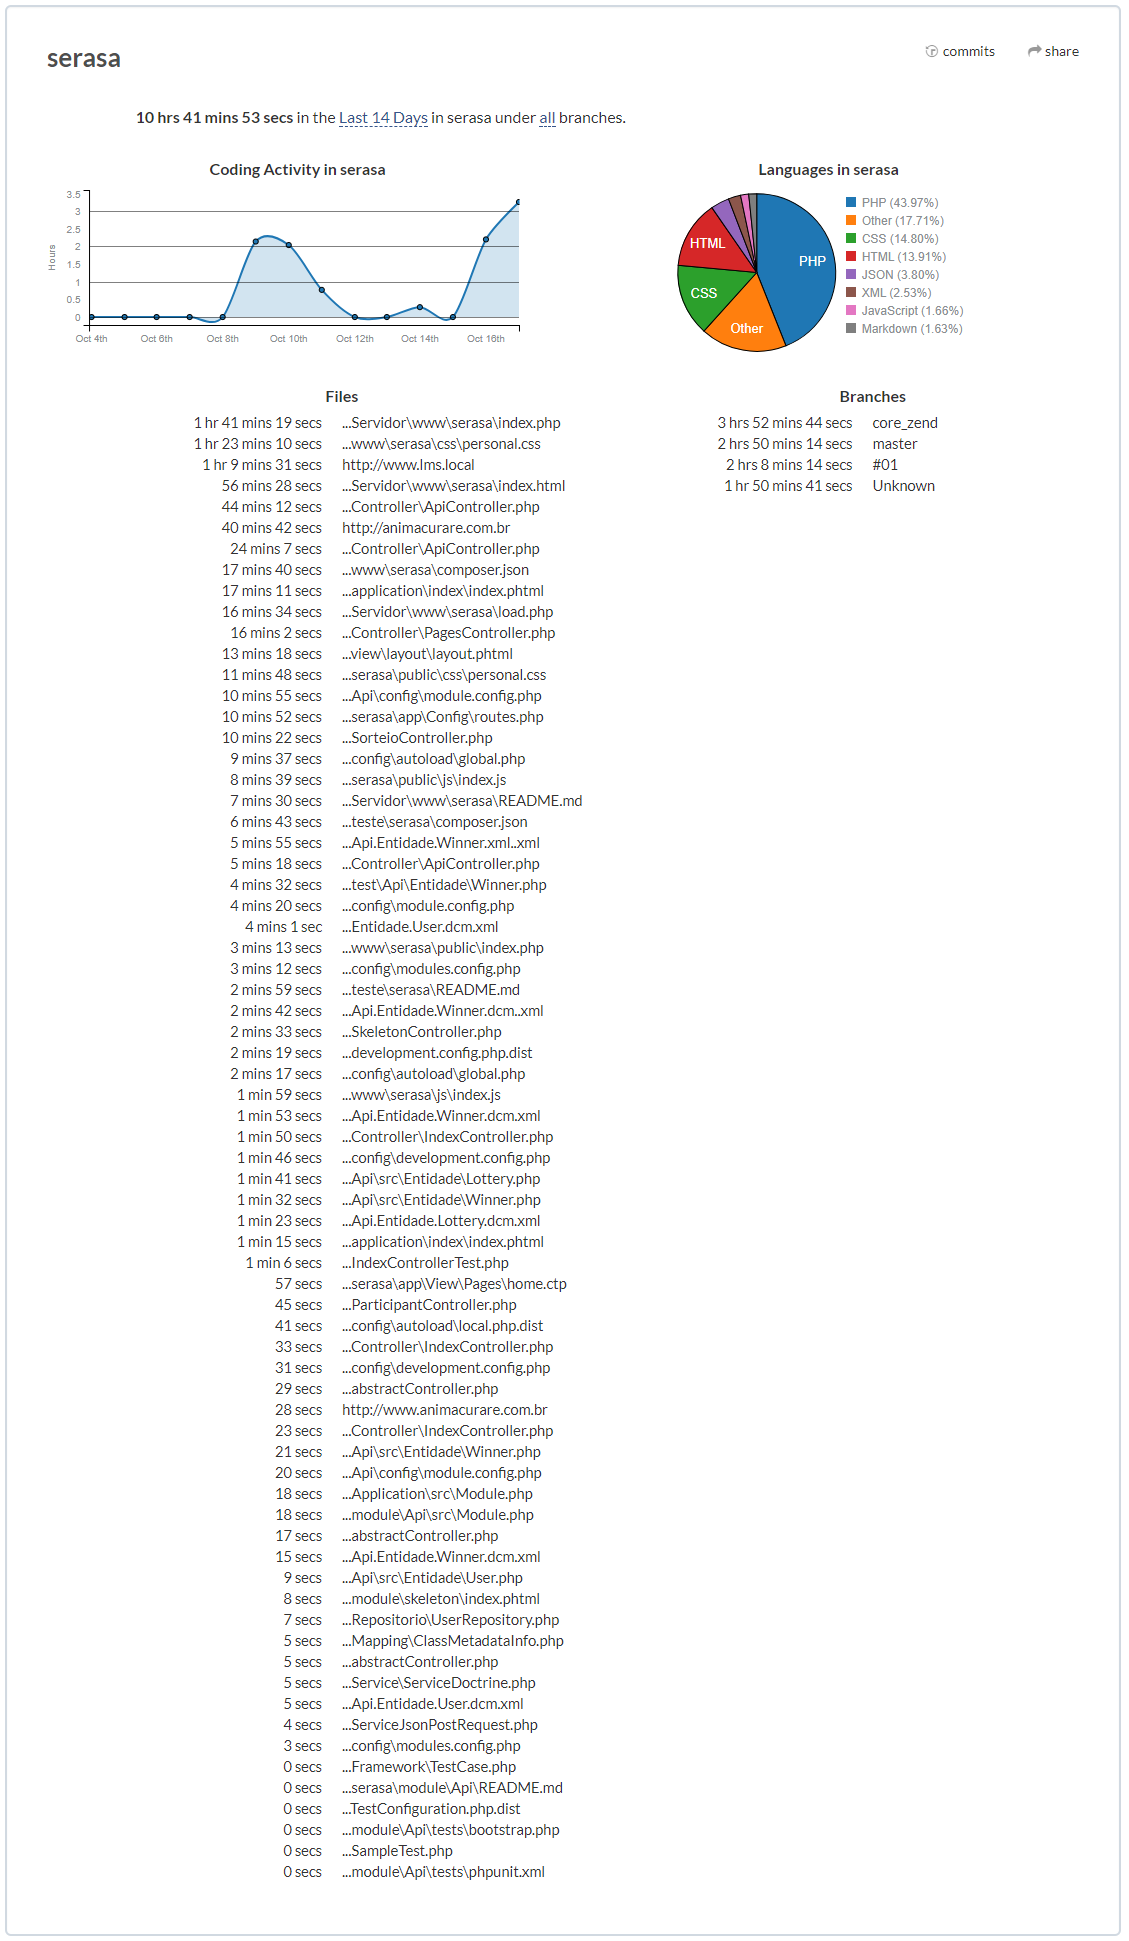 serasa
commits
share
10 hrs 41 mins 53 secs in the Last 14 Days in serasa under all branches.
Coding Activity in serasa
Hours
3.5
3
2.5
2
1.5
1
0.5
0
Oct 4th
Oct 6th
Oct 8th
Oct 10th
Oct 12th
Oct 14th
Oct 16th
Languages in serasa
PHP
Other
CSS
HTML
PHP (43.97%)
Other (17.71%)
CSS (14.80%)
HTML (13.91%)
JSON (3.80%)
XML (2.53%)
JavaScript (1.66%)
Markdown (1.63%)
Files
1 hr 41 mins 19 secs ...Servidor\www\serasa\index.php
1 hr 23 mins 10 secs ...www\serasa\css\personal.css
1 hr 9 mins 31 secs http://www.lms.local
56 mins 28 secs ...Servidor\www\serasa\index.html
44 mins 12 secs ...Controller\ApiController.php
40 mins 42 secs http://animacurare.com.br
24 mins 7 secs ...Controller\ApiController.php
17 mins 40 secs ...www\serasa\composer.json
17 mins 11 secs ...application\index\index.phtml
16 mins 34 secs ...Servidor\www\serasa\load.php
16 mins 2 secs ...Controller\PagesController.php
13 mins 18 secs ...view\layout\layout.phtml
11 mins 48 secs ...serasa\public\css\personal.css
10 mins 55 secs ...Api\config\module.config.php
10 mins 52 secs ...serasa\app\Config\routes.php
10 mins 22 secs ...SorteioController.php
9 mins 37 secs ...config\autoload\global.php
8 mins 39 secs ...serasa\public\js\index.js
7 mins 30 secs ...Servidor\www\serasa\README.md
6 mins 43 secs ...teste\serasa\composer.json
5 mins 55 secs ...Api.Entidade.Winner.xml..xml
5 mins 18 secs ...Controller\ApiController.php
4 mins 32 secs ...test\Api\Entidade\Winner.php
4 mins 20 secs ...config\module.config.php
4 mins 1 sec ...Entidade.User.dcm.xml
3 mins 13 secs ...www\serasa\public\index.php
3 mins 12 secs ...config\modules.config.php
2 mins 59 secs ...teste\serasa\README.md
2 mins 42 secs ...Api.Entidade.Winner.dcm..xml
2 mins 33 secs ...SkeletonController.php
2 mins 19 secs ...development.config.php.dist
2 mins 17 secs ...config\autoload\global.php
1 min 59 secs ...www\serasa\js\index.js
1 min 53 secs ...Api.Entidade.Winner.dcm.xml
1 min 50 secs ...Controller\IndexController.php
1 min 46 secs ...config\development.config.php
1 min 41 secs ...Api\src\Entidade\Lottery.php
1 min 32 secs ...Api\src\Entidade\Winner.php
1 min 23 secs ...Api.Entidade.Lottery.dcm.xml
1 min 15 secs ...application\index\index.phtml
1 min 6 secs ...IndexControllerTest.php
57 secs ...serasa\app\View\Pages\home.ctp
45 secs ...ParticipantController.php
41 secs ...config\autoload\local.php.dist
33 secs ...Controller\IndexController.php
31 secs ...config\development.config.php
29 secs ...abstractController.php
28 secs http://www.animacurare.com.br
23 secs ...Controller\IndexController.php
21 secs ...Api\src\Entidade\Winner.php
20 secs ...Api\config\module.config.php
18 secs ...Application\src\Module.php
18 secs ...module\Api\src\Module.php
17 secs ...abstractController.php
15 secs ...Api.Entidade.Winner.dcm.xml
9 secs ...Api\src\Entidade\User.php
8 secs ...module\skeleton\index.phtml
7 secs ...Repositorio\UserRepository.php
5 secs ...Mapping\ClassMetadataInfo.php
5 secs ...abstractController.php
5 secs ...Service\ServiceDoctrine.php
5 secs ...Api.Entidade.User.dcm.xml
4 secs ...ServiceJsonPostRequest.php
3 secs ...config\modules.config.php
0 secs ...Framework\TestCase.php
0 secs ...serasa\module\Api\README.md
0 secs ...TestConfiguration.php.dist
0 secs ...module\Api\tests\bootstrap.php
0 secs ...SampleTest.php
0 secs ...module\Api\tests\phpunit.xml
Branches
3 hrs 52 mins 44 secs core_zend
2 hrs 50 mins 14 secs master
2 hrs 8 mins 14 secs #01
1 hr 50 mins 41 secs Unknown